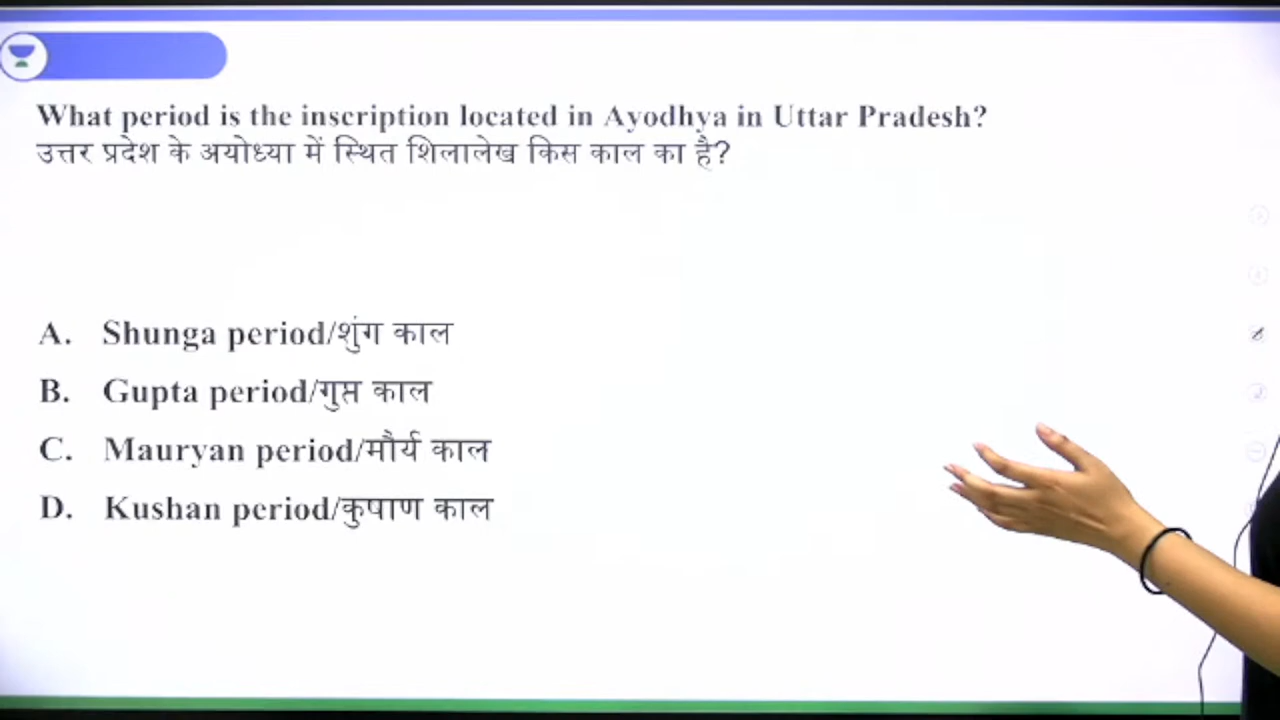 What period is the inscription located in Ayodhya in Uttar Pradesh?
उत्तर प्रदेश के अयोध्या में स्थित शिलालेख किस काल का है?
A. Shunga period/शुंग काल
B. Gupta period/गुप्त काल
C. Mauryan period/मौर्य काल
D. Kushan period/कुषाण काल